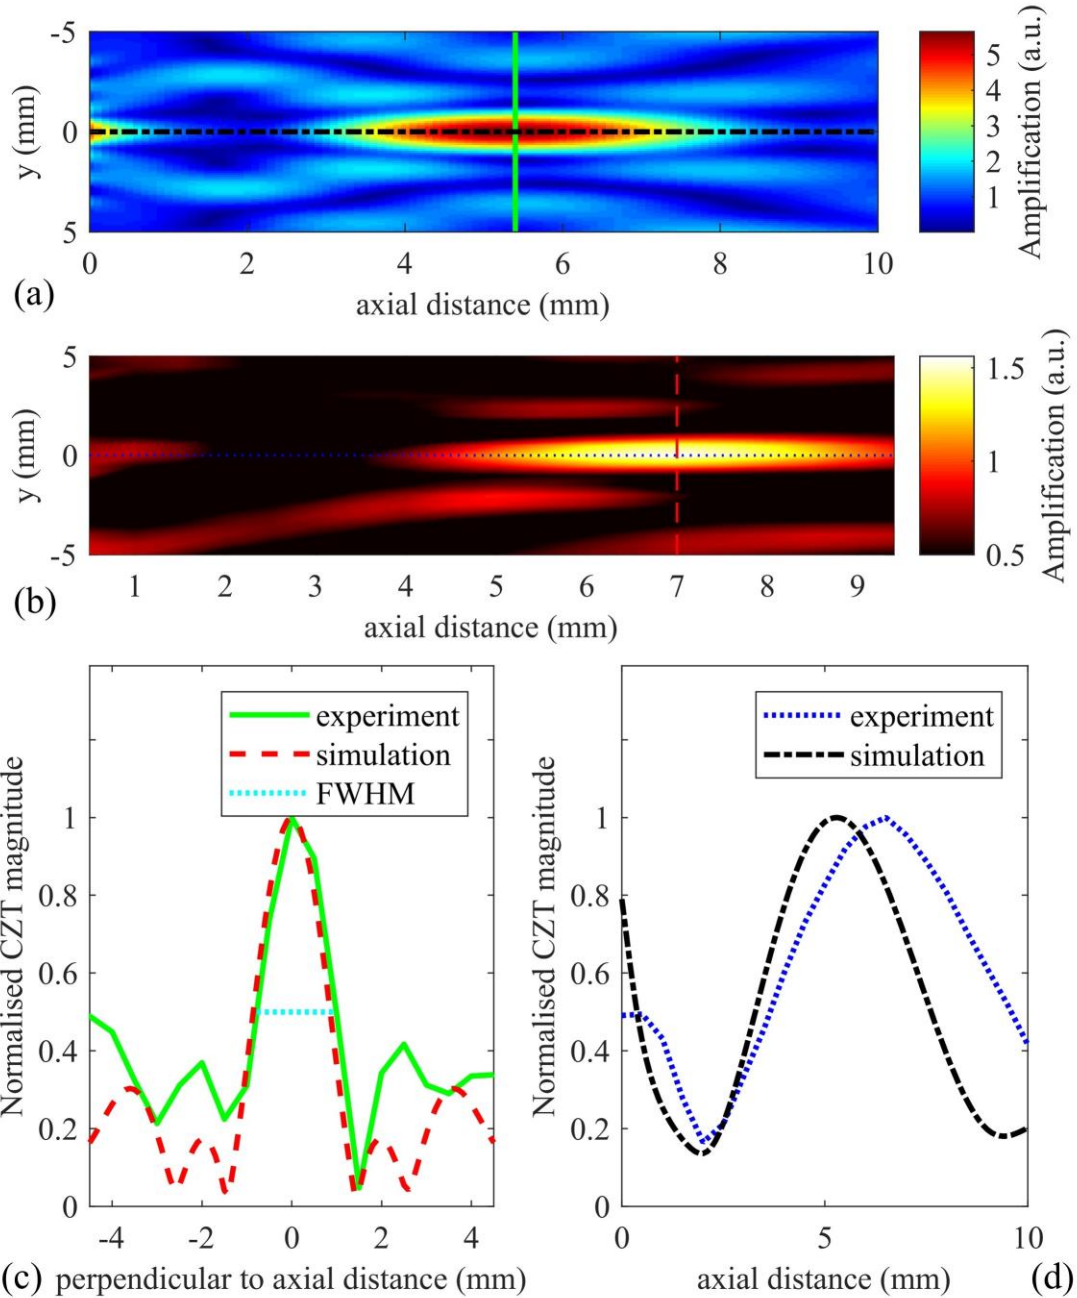 -5
0
5
y (mm)
0 2 4 6 8 10
axial distance (mm)
5
4
3
2
1
Amplification (a.u.)
(a)
5
0
-5
y (mm)
1 2 3 4 5 6 7 8 9
axial distance (mm)
1.5
1
0.5
Amplification (a.u.)
(b)
experiment
simulation
FWHM
1
0.8
0.6
0.4
0.2
0
Normalised CZT magnitude
-4 -2 0 2 4
(c) perpendicular to axial distance (mm)
experiment
simulation
1
0.8
0.6
0.4
0.2
0
Normalised CZT magnitude
0 5 10
axial distance (mm) (d)